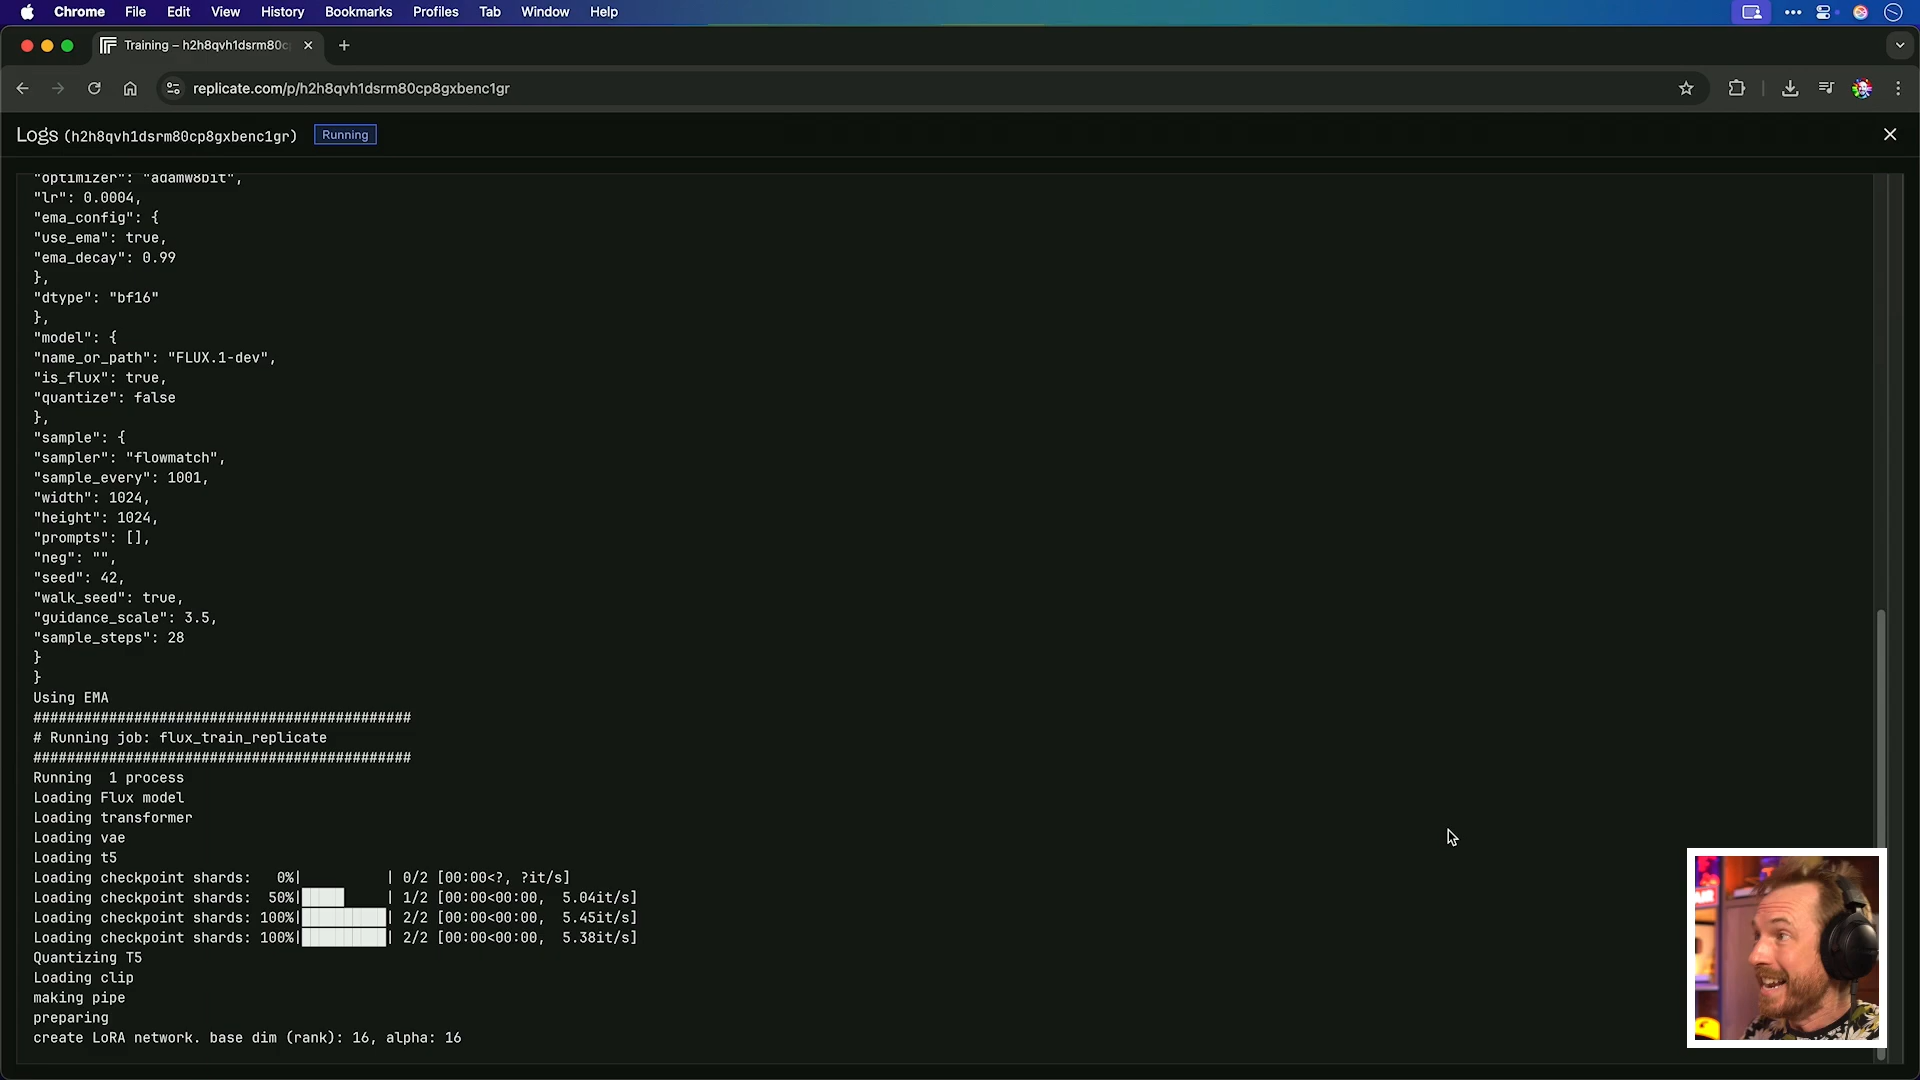 Chrome File Edit View History Bookmarks Profiles Tab Window Help
Training – h2h8qvh1dsrm80c
replicate.com/p/h2h8qvh1dsrm80cp8gxbenc1gr
Logs (h2h8qvh1dsrm80cp8gxbenc1gr) Running
"optimizer": "adamw8bit",
"lr": 0.0004,
"ema_config": {
"use_ema": true,
"ema_decay": 0.99
},
"dtype": "bf16"
},
"model": {
"name_or_path": "FLUX.1-dev",
"is_flux": true,
"quantize": false
},
"sample": {
"sampler": "flowmatch",
"sample_every": 1001,
"width": 1024,
"height": 1024,
"prompts": [],
"neg": "",
"seed": 42,
"walk_seed": true,
"guidance_scale": 3.5,
"sample_steps": 28
}
}
Using EMA
#############################################
# Running job: flux_train_replicate
#############################################
Running  1 process
Loading Flux model
Loading transformer
Loading vae
Loading t5
Loading checkpoint shards:   0%|          | 0/2 [00:00<?, ?it/s]
Loading checkpoint shards:  50%|█████     | 1/2 [00:00<00:00,  5.04it/s]
Loading checkpoint shards: 100%|██████████| 2/2 [00:00<00:00,  5.45it/s]
Loading checkpoint shards: 100%|██████████| 2/2 [00:00<00:00,  5.38it/s]
Quantizing T5
Loading clip
making pipe
preparing
create LoRA network. base dim (rank): 16, alpha: 16